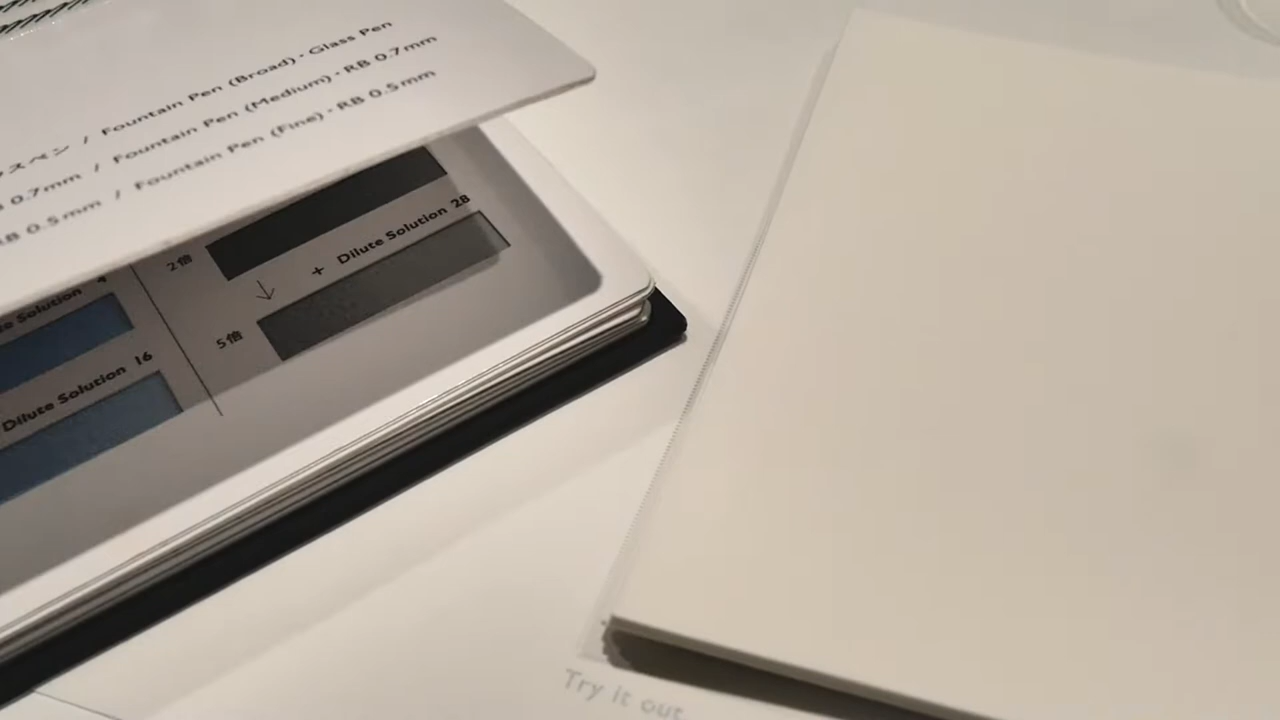 スペン / Fountain Pen (Broad)・Glass Pen
0.7mm / Fountain Pen (Medium)・RB 0.7mm
RB 0.5mm / Fountain Pen (Fine)・RB 0.5mm
2倍
+ Dilute Solution 28
↓
5倍
Solution
Dilute Solution 16
Try it out.